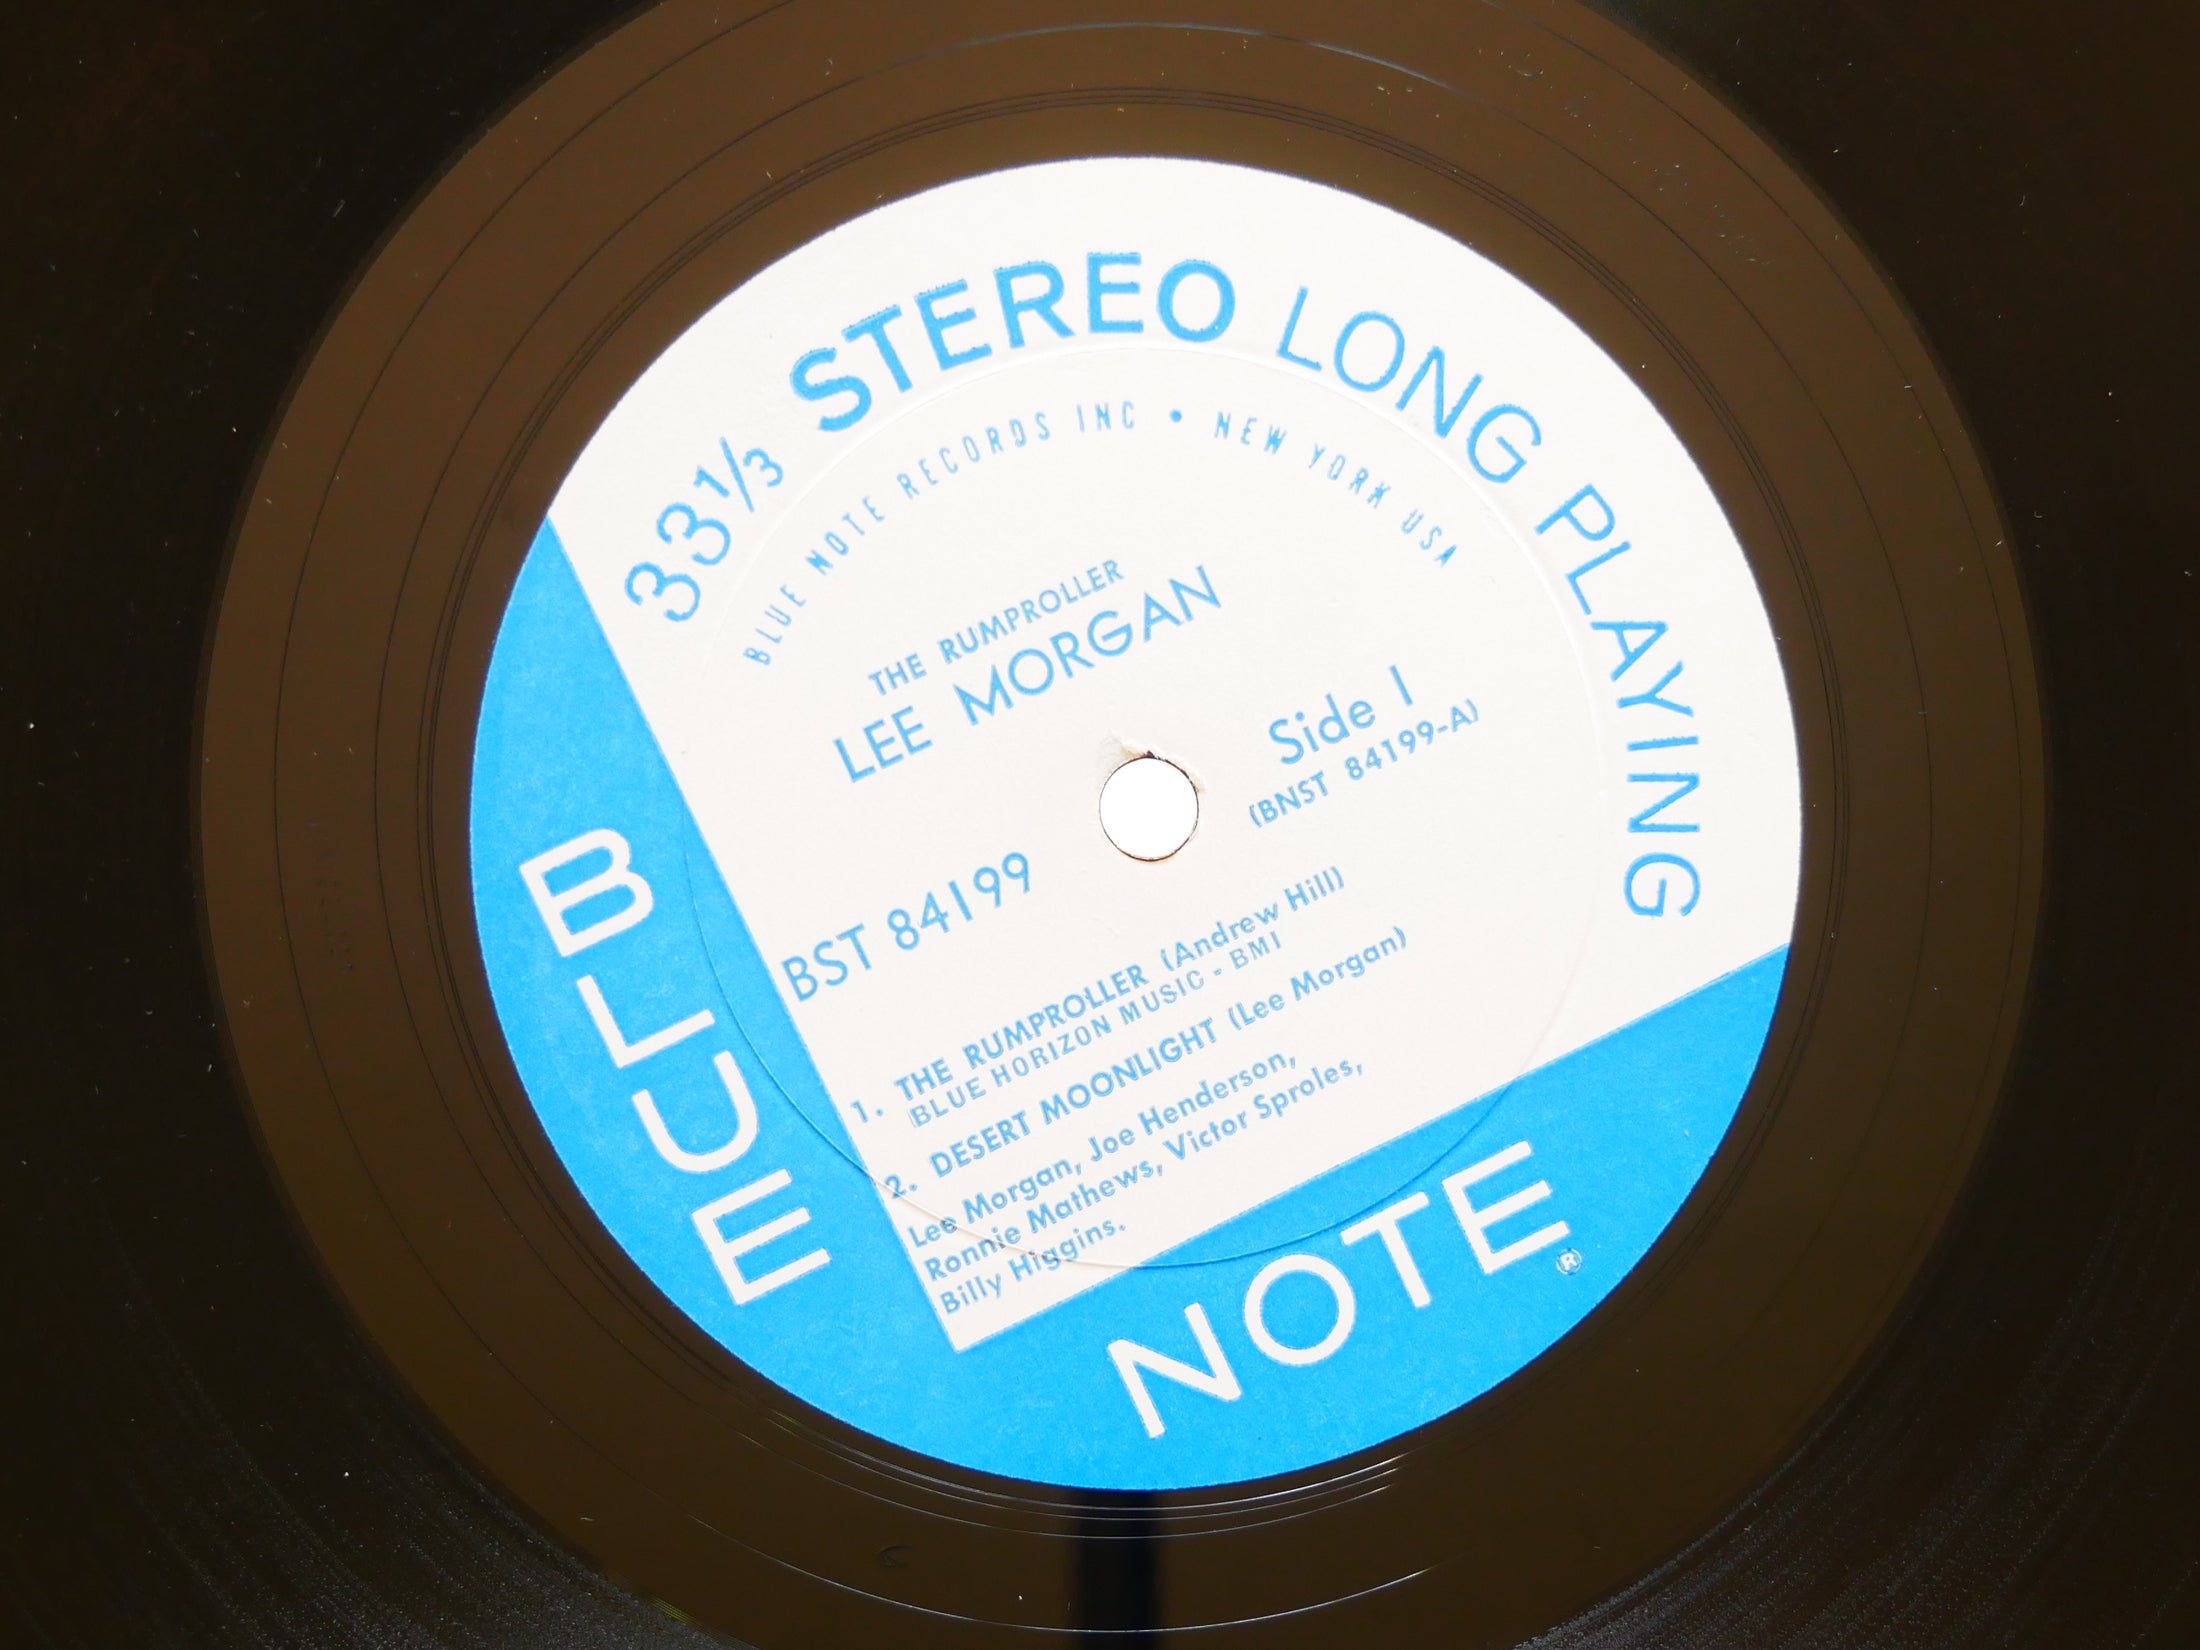 33 1/3 STEREO LONG PLAYING
BLUE NOTE RECORDS INC • NEW YORK USA
THE RUMPROLLER
LEE MORGAN
Side 1
(BNST 84199-A)
BST 84199
1. THE RUMPROLLER (Andrew Hill)
(BLUE HORIZON MUSIC - BMI
2. DESERT MOONLIGHT (Lee Morgan)
Lee Morgan, Joe Henderson,
Ronnie Mathews, Victor Sproles,
Billy Higgins.
BLUE
NOTE®